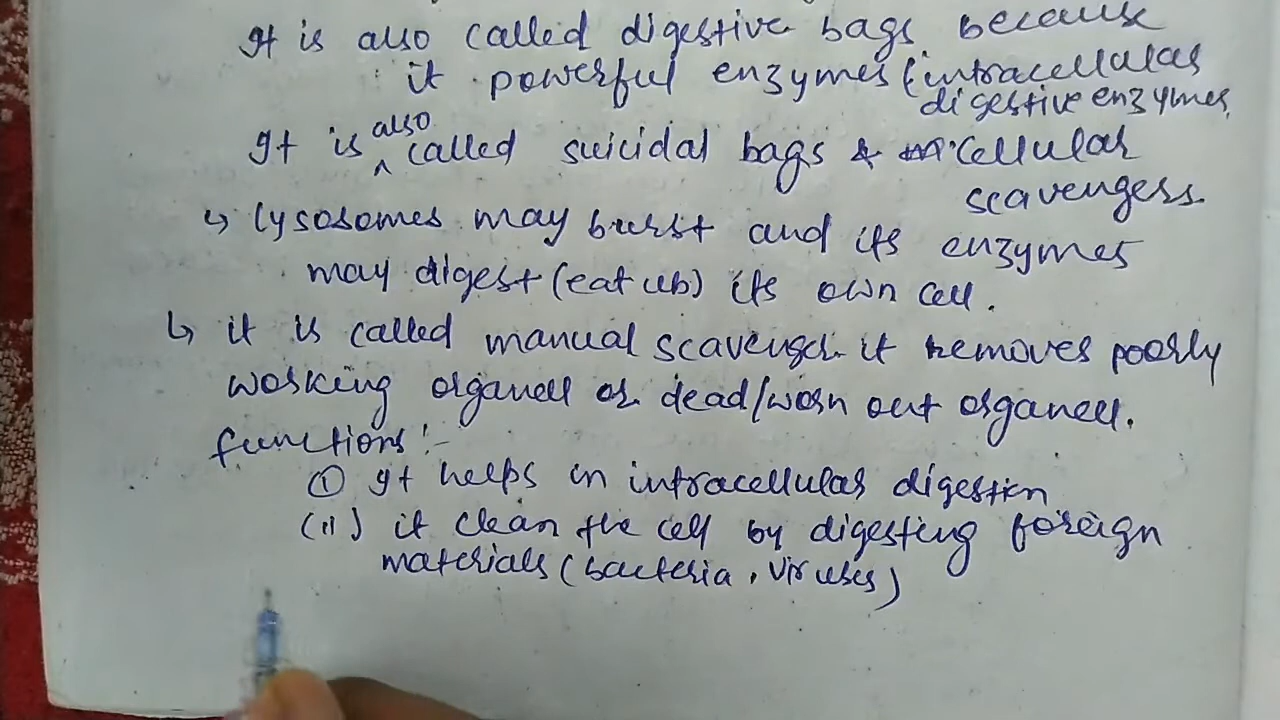 It is also called digestive bags because
it powerful enzymes (intracellular
digestive enzymes,
It is also called suicidal bags & cellular
scavengers.
↳ lysosomes may burst and its enzymes
may digest (eat ub) its own cell.
↳ it is called manual scavenger it removes poorly
working organell or dead/worn out organell.
functions:-
(i) It helps in intracellular digestion
(ii) it clean the cell by digesting foreign
materials (bacteria, viruses)